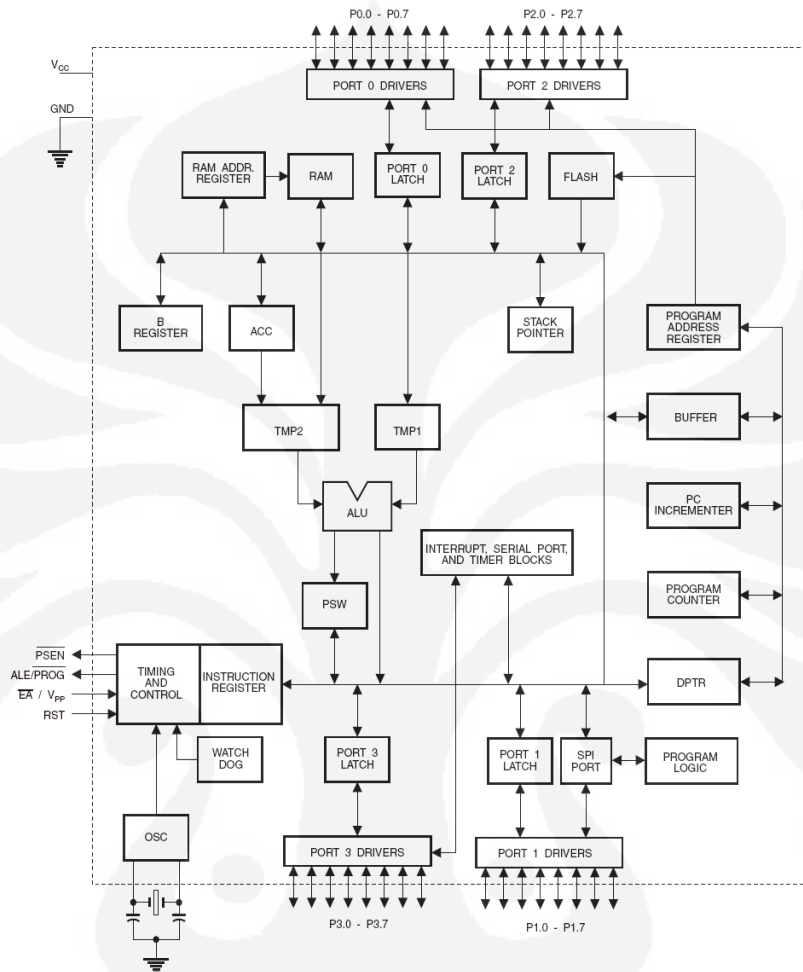 P0.0 - P0.7
P2.0 - P2.7
VCC
PORT 0 DRIVERS
PORT 2 DRIVERS
GND
RAM ADDR.
REGISTER
RAM
PORT 0
LATCH
PORT 2
LATCH
FLASH
B
REGISTER
ACC
STACK
POINTER
PROGRAM
ADDRESS
REGISTER
TMP2
TMP1
BUFFER
ALU
PC
INCREMENTER
INTERRUPT, SERIAL PORT,
AND TIMER BLOCKS
PSW
PROGRAM
COUNTER
PSEN
ALE/PROG
EA / VPP
RST
TIMING
AND
CONTROL
INSTRUCTION
REGISTER
DPTR
WATCH
DOG
PORT 3
LATCH
PORT 1
LATCH
SPI
PORT
PROGRAM
LOGIC
OSC
PORT 3 DRIVERS
PORT 1 DRIVERS
P3.0 - P3.7
P1.0 - P1.7